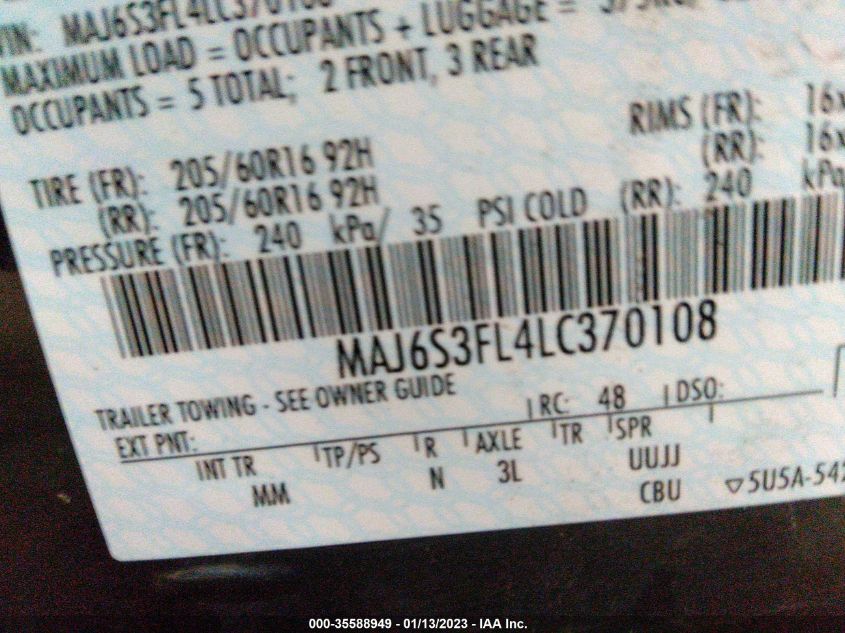 VIN: MAJ6S3FL4LC370108
MAXIMUM LOAD = OCCUPANTS + LUGGAGE =
OCCUPANTS = 5 TOTAL; 2 FRONT, 3 REAR
TIRE (FR): 205/60R16 92H RIMS (FR): 16x
(RR): 205/60R16 92H (RR): 16x
PRESSURE (FR): 240 kPa/ 35 PSI COLD (RR): 240 kPa
MAJ6S3FL4LC370108
TRAILER TOWING - SEE OWNER GUIDE
EXT PNT: RC: 48 DSO:
INT TR TP/PS R AXLE TR SPR
MM N 3L UUJJ
CBU ▽5U5A-542
000-35588949 - 01/13/2023 - IAA Inc.